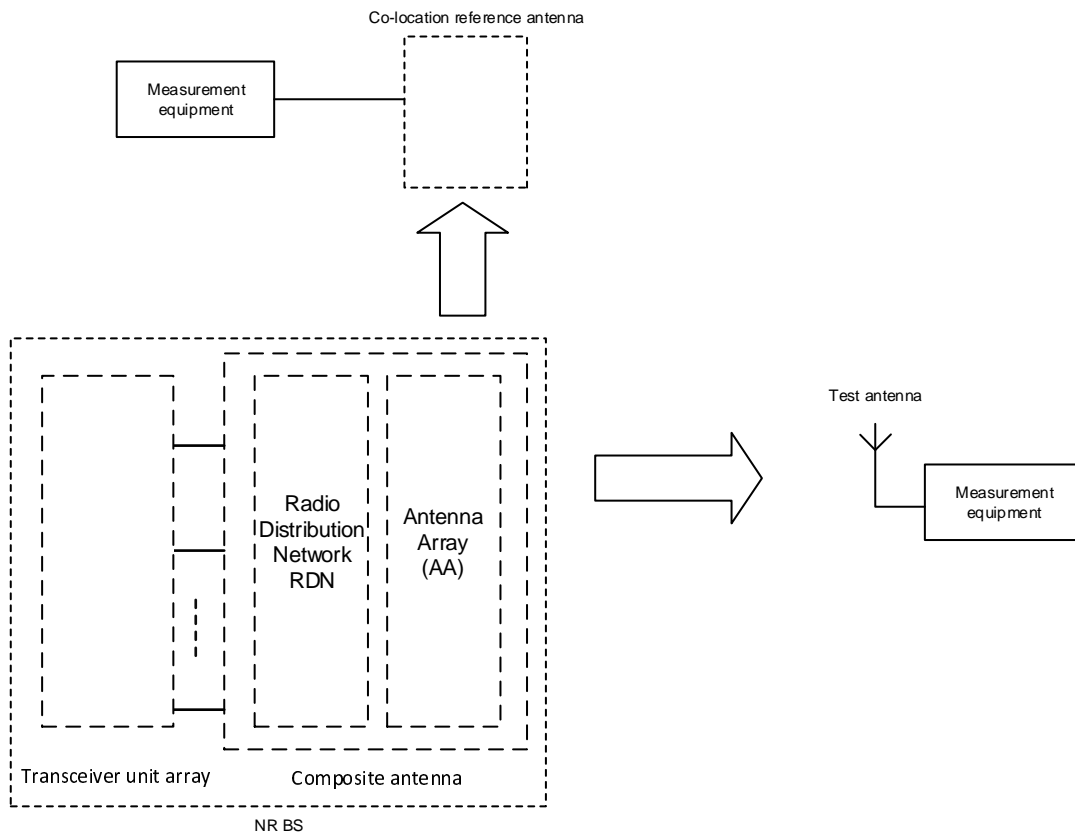 Co-location reference antenna
Measurement
equipment
Test antenna
Measurement
equipment
Radio
Distribution
Network
RDN
Antenna
Array
(AA)
Transceiver unit array
Composite antenna
NR BS